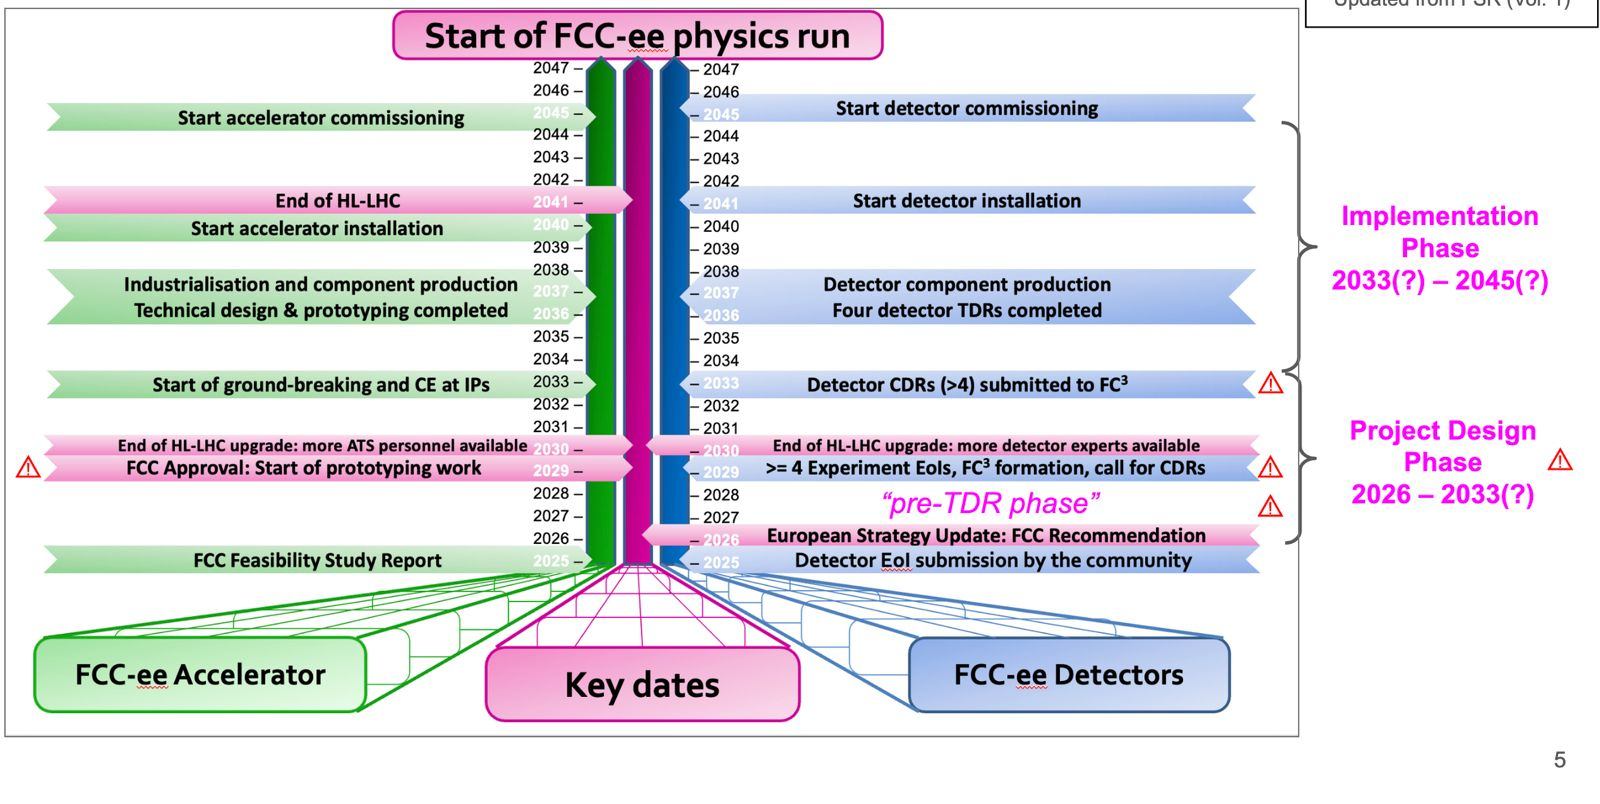 Updated from FSR (Vol. 1)
Start of FCC-ee physics run
2047
2047
2046
2046
Start accelerator commissioning
2045
2045
Start detector commissioning
2044
2044
2043
2043
2042
2042
End of HL-LHC
2041
2041
Start detector installation
Start accelerator installation
2040
2040
2039
2039
2038
2038
Industrialisation and component production
2037
2037
Detector component production
Technical design & prototyping completed
2036
2036
Four detector TDRs completed
2035
2035
2034
2034
Start of ground-breaking and CE at IPs
2033
2033
Detector CDRs (>4) submitted to FC³
2032
2032
2031
2031
End of HL-LHC upgrade: more ATS personnel available
2030
2030
End of HL-LHC upgrade: more detector experts available
FCC Approval: Start of prototyping work
2029
2029
>= 4 Experiment EoIs, FC³ formation, call for CDRs
2028
2028
“pre-TDR phase”
2027
2027
2026
2026
European Strategy Update: FCC Recommendation
FCC Feasibility Study Report
2025
2025
Detector EoI submission by the community
Implementation
Phase
2033(?) – 2045(?)
Project Design
Phase
2026 – 2033(?)
FCC-ee Accelerator
Key dates
FCC-ee Detectors
5